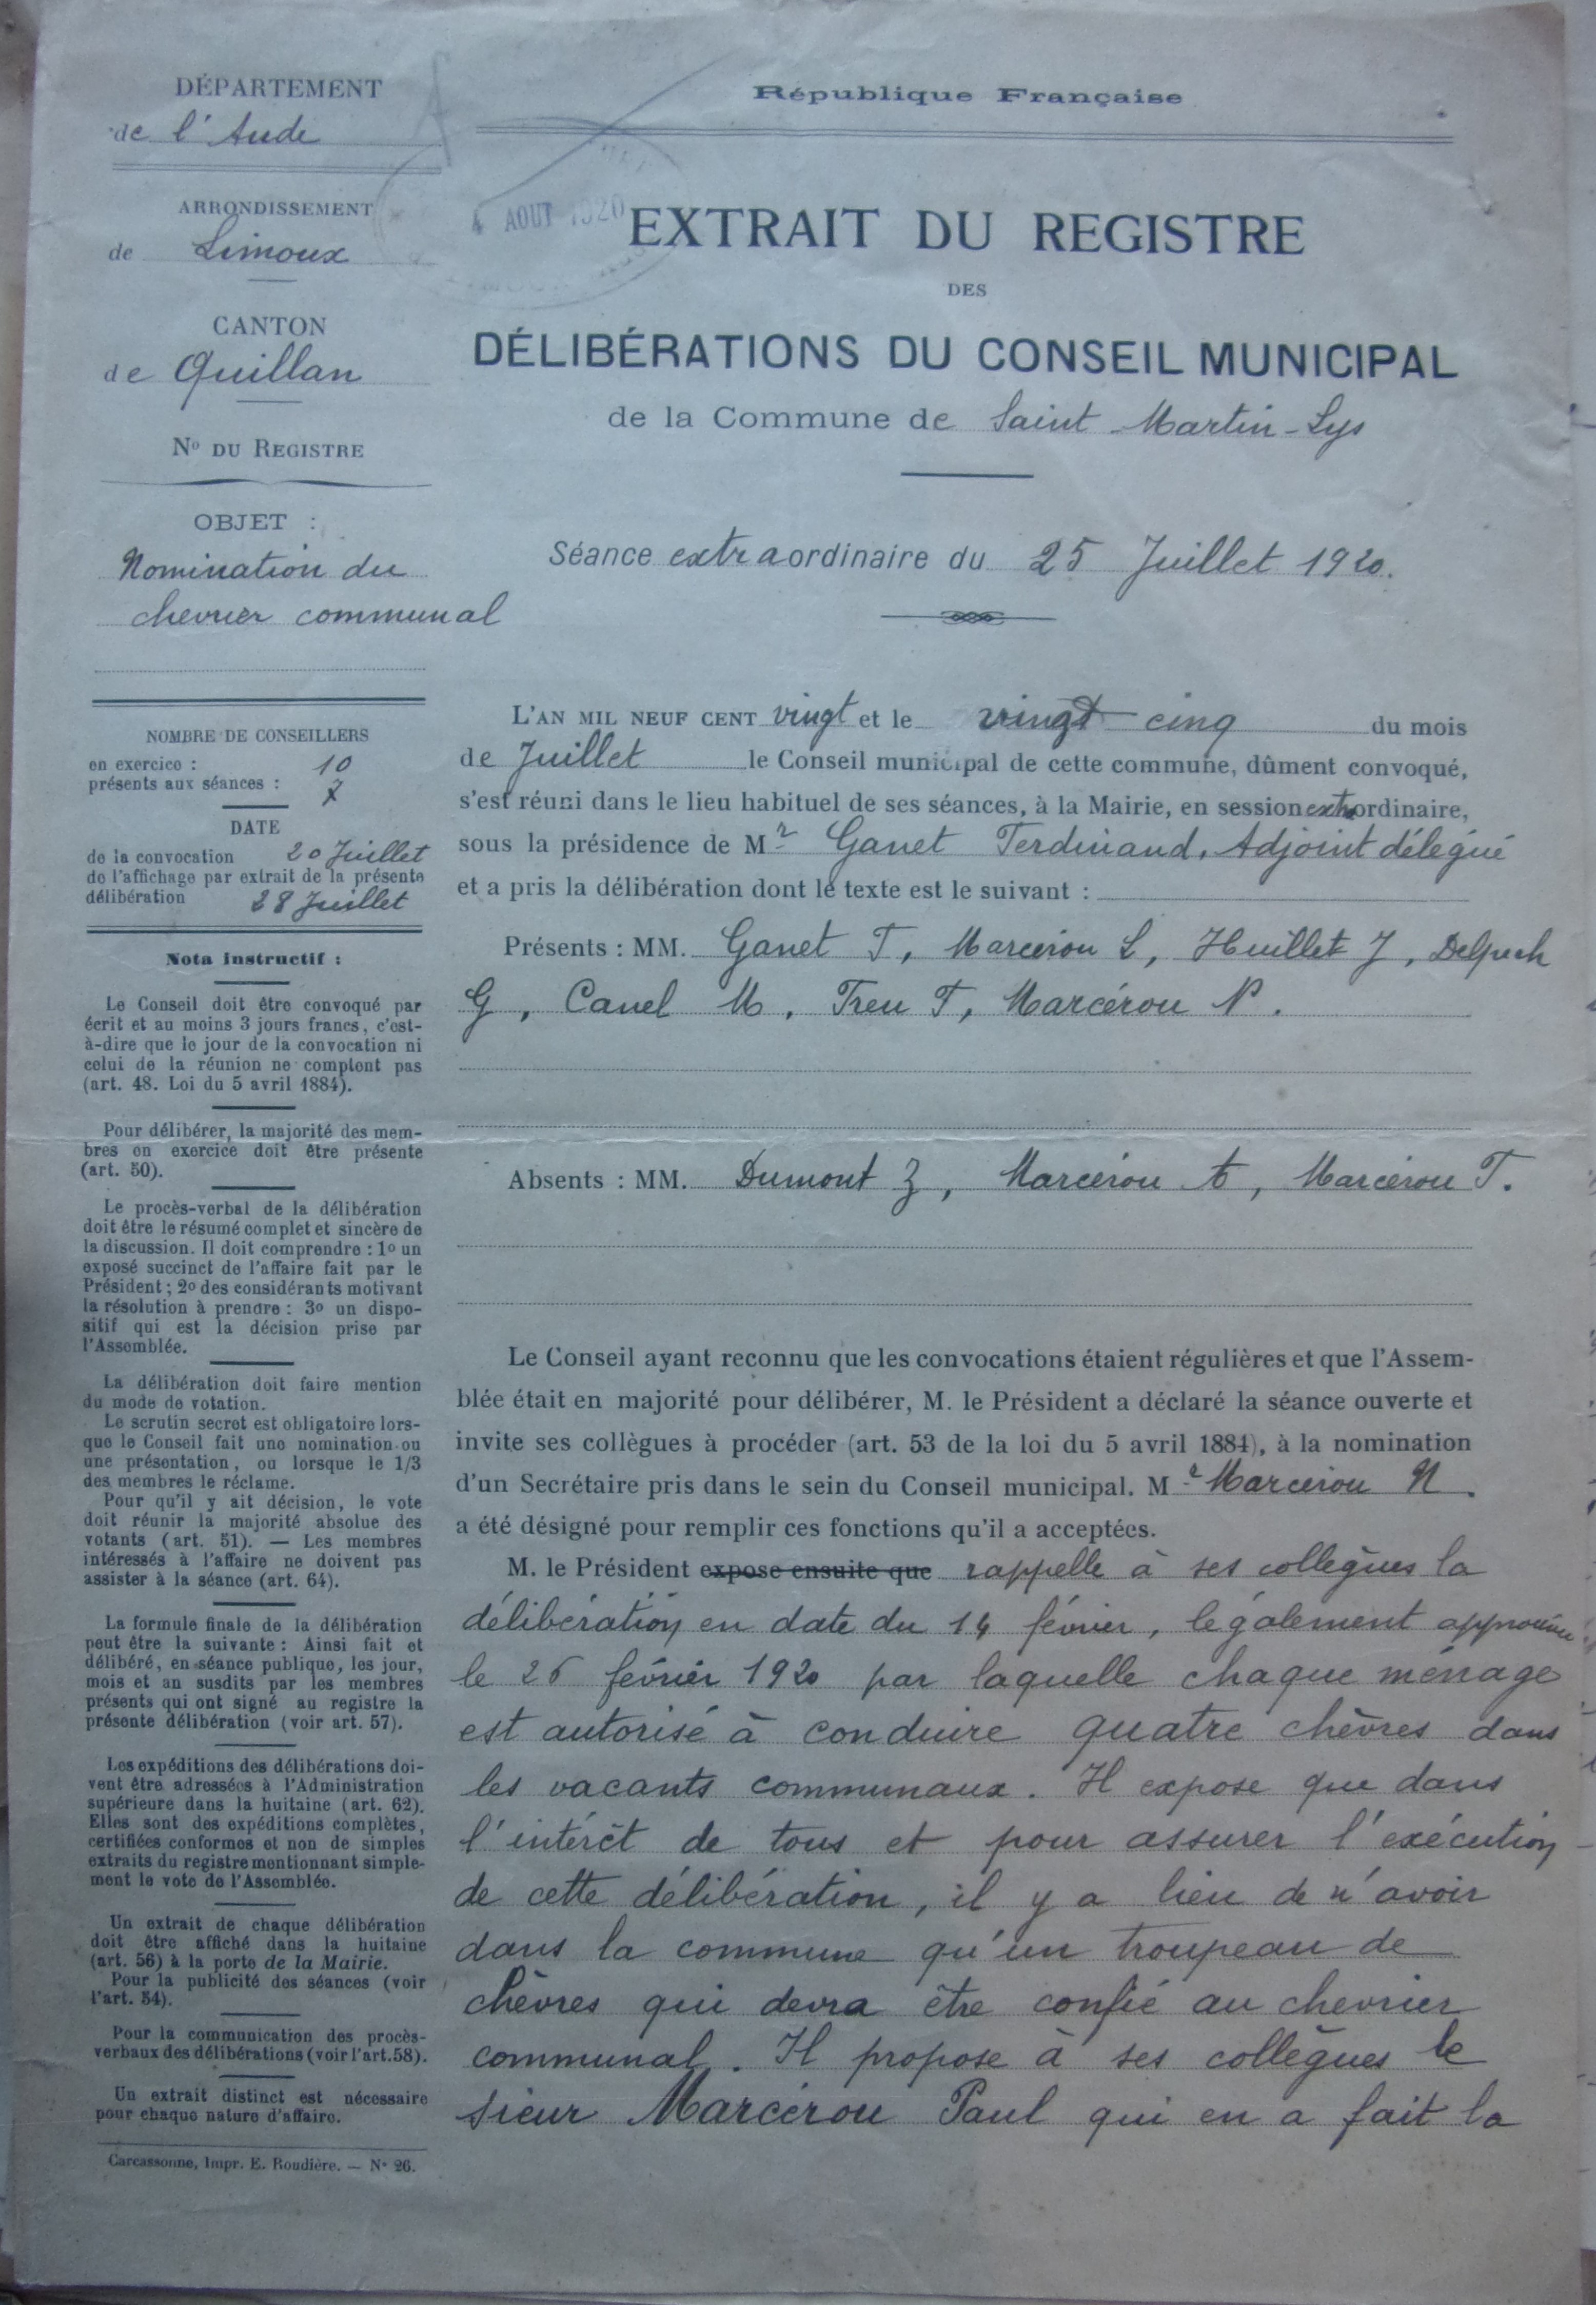 DÉPARTEMENT
de l'Aude
ARRONDISSEMENT
de Limoux
CANTON
de Quillan
N° DU REGISTRE
OBJET :
Nomination du
chevrier communal
NOMBRE DE CONSEILLERS
en exercice : 10
présents aux séances : 7
DATE
de la convocation 20 Juillet
de l'affichage par extrait de la présente
délibération 28 Juillet
Nota instructif :
Le Conseil doit être convoqué par
écrit et au moins 3 jours francs, c'est-
à-dire que le jour de la convocation ni
celui de la réunion ne comptent pas
(art. 48. Loi du 5 avril 1884).
Pour délibérer, la majorité des mem-
bres en exercice doit être présente
(art. 50).
Le procès-verbal de la délibération
doit être le résumé complet et sincère de
la discussion. Il doit comprendre : 1° un
exposé succinct de l'affaire fait par le
Président ; 2° des considérants motivant
la résolution à prendre : 3° un dispo-
sitif qui est la décision prise par
l'Assemblée.
La délibération doit faire mention
du mode de votation.
Le scrutin secret est obligatoire lors-
que le Conseil fait une nomination ou
une présentation, ou lorsque le 1/3
des membres le réclame.
Pour qu'il y ait décision, le vote
doit réunir la majorité absolue des
votants (art. 51). — Les membres
intéressés à l'affaire ne doivent pas
assister à la séance (art. 64).
La formule finale de la délibération
peut être la suivante : Ainsi fait et
délibéré, en séance publique, les jour,
mois et an susdits par les membres
présents qui ont signé au registre la
présente délibération (voir art. 57).
Les expéditions des délibérations doi-
vent être adressées à l'Administration
supérieure dans la huitaine (art. 62).
Elles sont des expéditions complètes,
certifiées conformes et non de simples
extraits du registre mentionnant simple-
ment le vote de l'Assemblée.
Un extrait de chaque délibération
doit être affiché dans la huitaine
(art. 56) à la porte de la Mairie.
Pour la publicité des séances (voir
l'art. 54).
Pour la communication des procès-
verbaux des délibérations (voir l'art. 58).
Un extrait distinct est nécessaire
pour chaque nature d'affaire.
Carcassonne, Impr. E. Roudière. — N° 26.
République Française
4 AOUT 1920
EXTRAIT DU REGISTRE
DES
DÉLIBÉRATIONS DU CONSEIL MUNICIPAL
de la Commune de Saint-Martin-Lys
Séance extraordinaire du 25 Juillet 1920.
L'AN MIL NEUF CENT vingt et le vingt cinq du mois
de Juillet le Conseil municipal de cette commune, dûment convoqué,
s'est réuni dans le lieu habituel de ses séances, à la Mairie, en session extraordinaire,
sous la présidence de Mr Ganet Ferdinand, Adjoint délégué
et a pris la délibération dont le texte est le suivant :
Présents : MM. Ganet F, Marcérou L, Huillet J, Delpech
G, Canel M, Treu F, Marcérou N.
Absents : MM. Dumont Z, Marcérou A, Marcérou F.
Le Conseil ayant reconnu que les convocations étaient régulières et que l'Assem-
blée était en majorité pour délibérer, M. le Président a déclaré la séance ouverte et
invite ses collègues à procéder (art. 53 de la loi du 5 avril 1884), à la nomination
d'un Secrétaire pris dans le sein du Conseil municipal. Mr Marcérou N.
a été désigné pour remplir ces fonctions qu'il a acceptées.
M. le Président expose ensuite que rappelle à ses collègues la
délibération en date du 14 février, légalement approuvée
le 26 février 1920 par laquelle chaque ménage
est autorisé à conduire quatre chèvres dans
les vacants communaux. Il expose que dans
l'intérêt de tous et pour assurer l'exécution
de cette délibération, il y a lieu de n'avoir
dans la commune qu'un troupeau de
chèvres qui devra être confié au chevrier
communal. Il propose à ses collègues le
sieur Marcérou Paul qui en a fait la